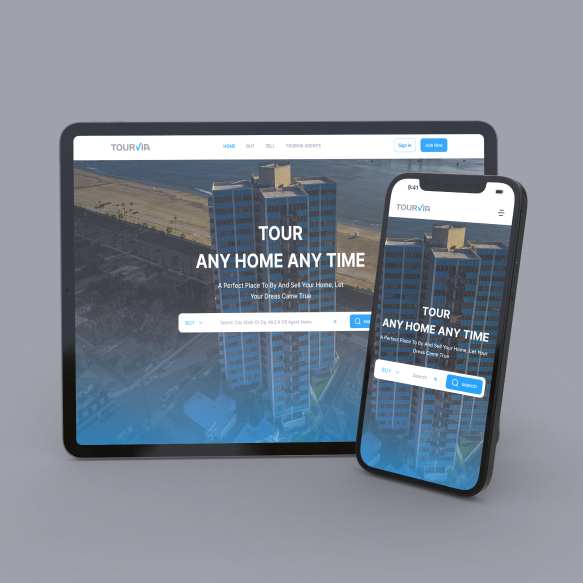 TOURVIA
HOME BUY SELL TOURVIA AGENTS
Sign in
Join Now
TOUR
ANY HOME ANY TIME
A Perfect Place To By And Sell Your Home, Let
Your Dreas Came True
BUY
Search City State Or Zip, MLS # OR Agent Name
9:41
TOURVIA
TOUR
ANY HOME ANY TIME
A Perfect Place To By And Sell Your Home, Let Your
Dreas Came True
BUY
Search
search